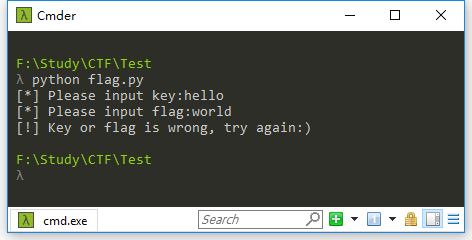 Cmder
F:\Study\CTF\Test
λ python flag.py
[*] Please input key:hello
[*] Please input flag:world
[!] Key or flag is wrong, try again:)
F:\Study\CTF\Test
λ
cmd.exe
Search